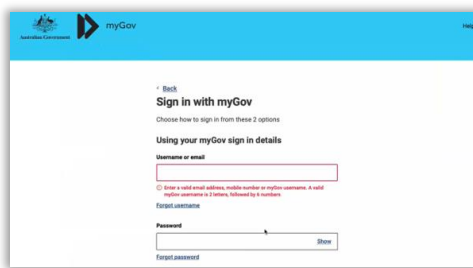 Australian Government
myGov
Help
Back
Sign in with myGov
Choose how to sign in from these 2 options
Using your myGov sign in details
Username or email
Enter a valid email address, mobile number or myGov username. A valid
myGov username is 2 letters, followed by 6 numbers
Forgot username
Password
Show
Forgot password